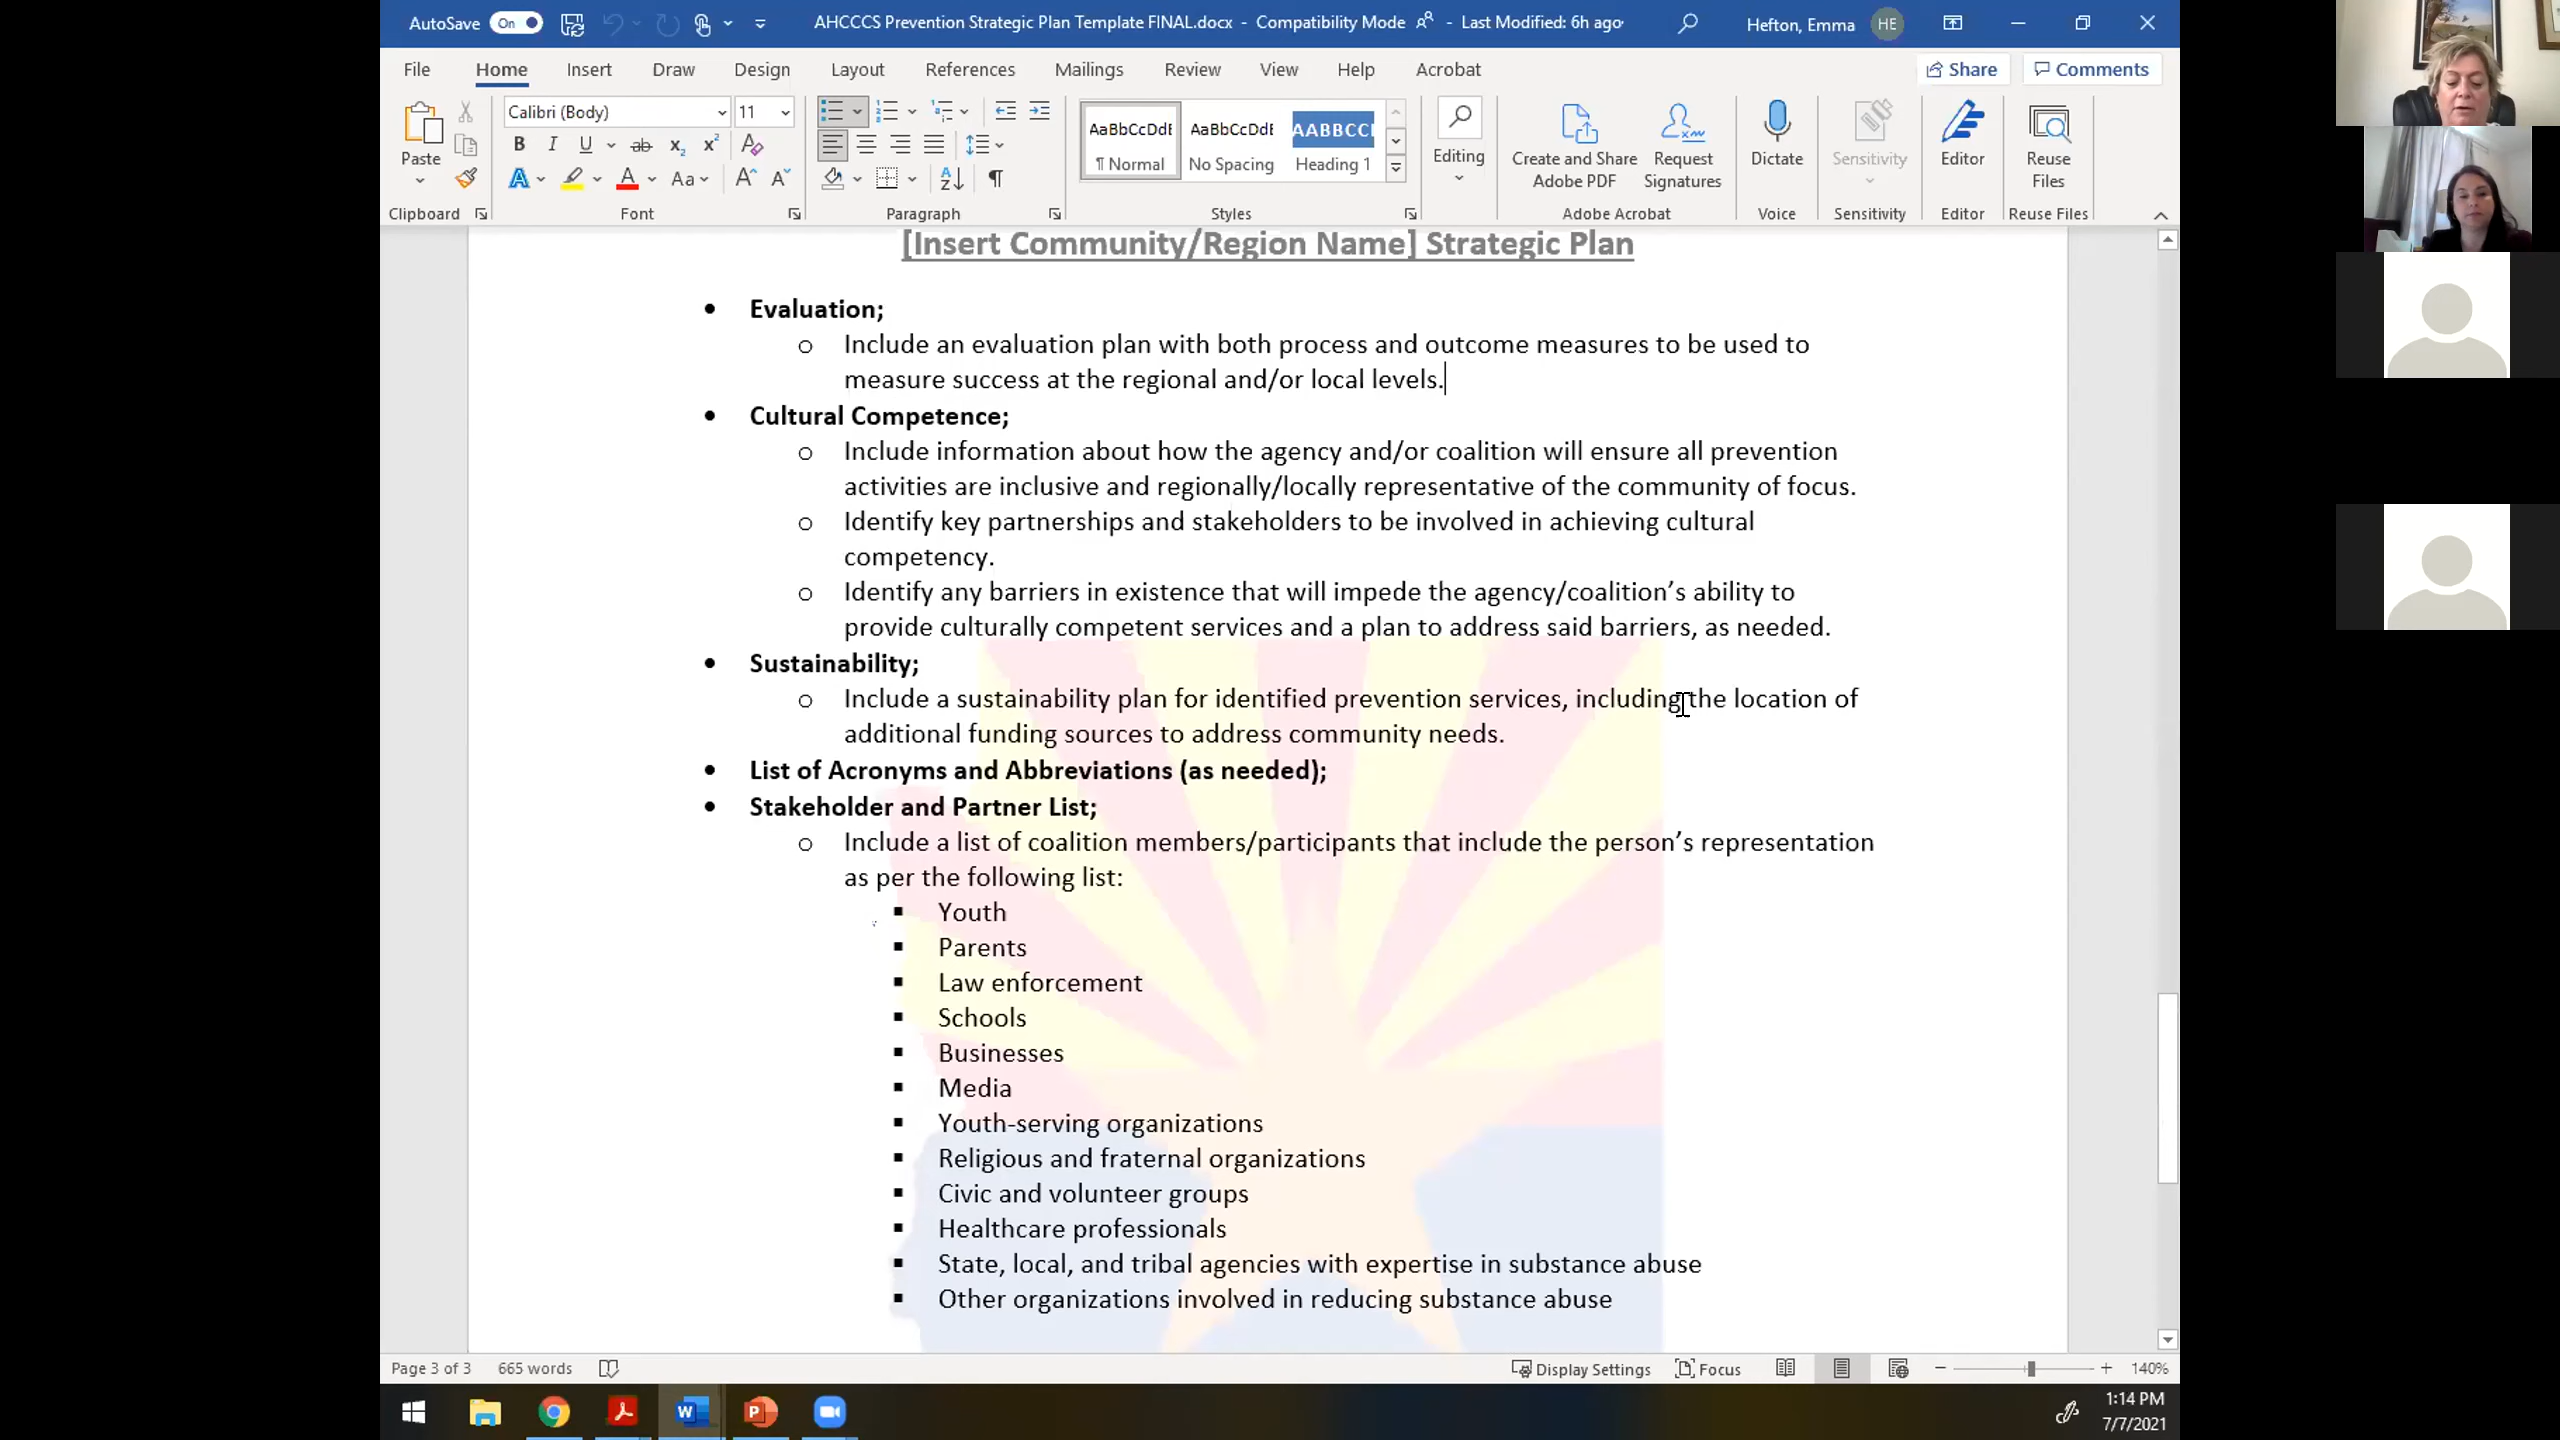 AutoSave On AHCCCS Prevention Strategic Plan Template FINAL.docx - Compatibility Mode - Last Modified: 6h ago Hefton, Emma HE
File Home Insert Draw Design Layout References Mailings Review View Help Acrobat Share Comments
Calibri (Body) 11
AaBbCcDdE AaBbCcDdE AABBCCI
Paste
¶ Normal No Spacing Heading 1
Editing
Create and Share Adobe PDF
Request Signatures
Dictate
Sensitivity
Editor
Reuse Files
Clipboard Font Paragraph Styles Adobe Acrobat Voice Sensitivity Editor Reuse Files
[Insert Community/Region Name] Strategic Plan
• Evaluation;
o Include an evaluation plan with both process and outcome measures to be used to
measure success at the regional and/or local levels.
• Cultural Competence;
o Include information about how the agency and/or coalition will ensure all prevention
activities are inclusive and regionally/locally representative of the community of focus.
o Identify key partnerships and stakeholders to be involved in achieving cultural
competency.
o Identify any barriers in existence that will impede the agency/coalition’s ability to
provide culturally competent services and a plan to address said barriers, as needed.
• Sustainability;
o Include a sustainability plan for identified prevention services, including the location of
additional funding sources to address community needs.
• List of Acronyms and Abbreviations (as needed);
• Stakeholder and Partner List;
o Include a list of coalition members/participants that include the person’s representation
as per the following list:
▪ Youth
▪ Parents
▪ Law enforcement
▪ Schools
▪ Businesses
▪ Media
▪ Youth-serving organizations
▪ Religious and fraternal organizations
▪ Civic and volunteer groups
▪ Healthcare professionals
▪ State, local, and tribal agencies with expertise in substance abuse
▪ Other organizations involved in reducing substance abuse
Page 3 of 3 665 words Display Settings Focus 140%
1:14 PM
7/7/2021